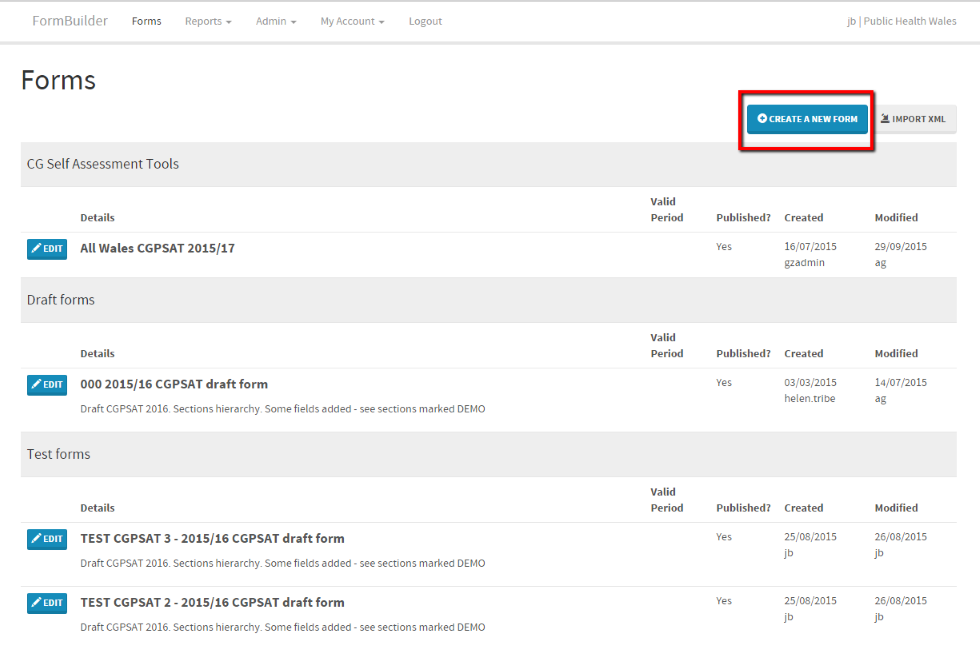 FormBuilder Forms Reports Admin My Account Logout jb | Public Health Wales
Forms
CREATE A NEW FORM IMPORT XML
CG Self Assessment Tools
Details Valid Period Published? Created Modified
EDIT All Wales CGPSAT 2015/17 Yes 16/07/2015 29/09/2015
gzadmin ag
Draft forms
Details Valid Period Published? Created Modified
EDIT 000 2015/16 CGPSAT draft form Yes 03/03/2015 14/07/2015
Draft CGPSAT 2016. Sections hierarchy. Some fields added - see sections marked DEMO helen.tribe ag
Test forms
Details Valid Period Published? Created Modified
EDIT TEST CGPSAT 3 - 2015/16 CGPSAT draft form Yes 25/08/2015 26/08/2015
Draft CGPSAT 2016. Sections hierarchy. Some fields added - see sections marked DEMO jb jb
EDIT TEST CGPSAT 2 - 2015/16 CGPSAT draft form Yes 25/08/2015 26/08/2015
Draft CGPSAT 2016. Sections hierarchy. Some fields added - see sections marked DEMO jb jb